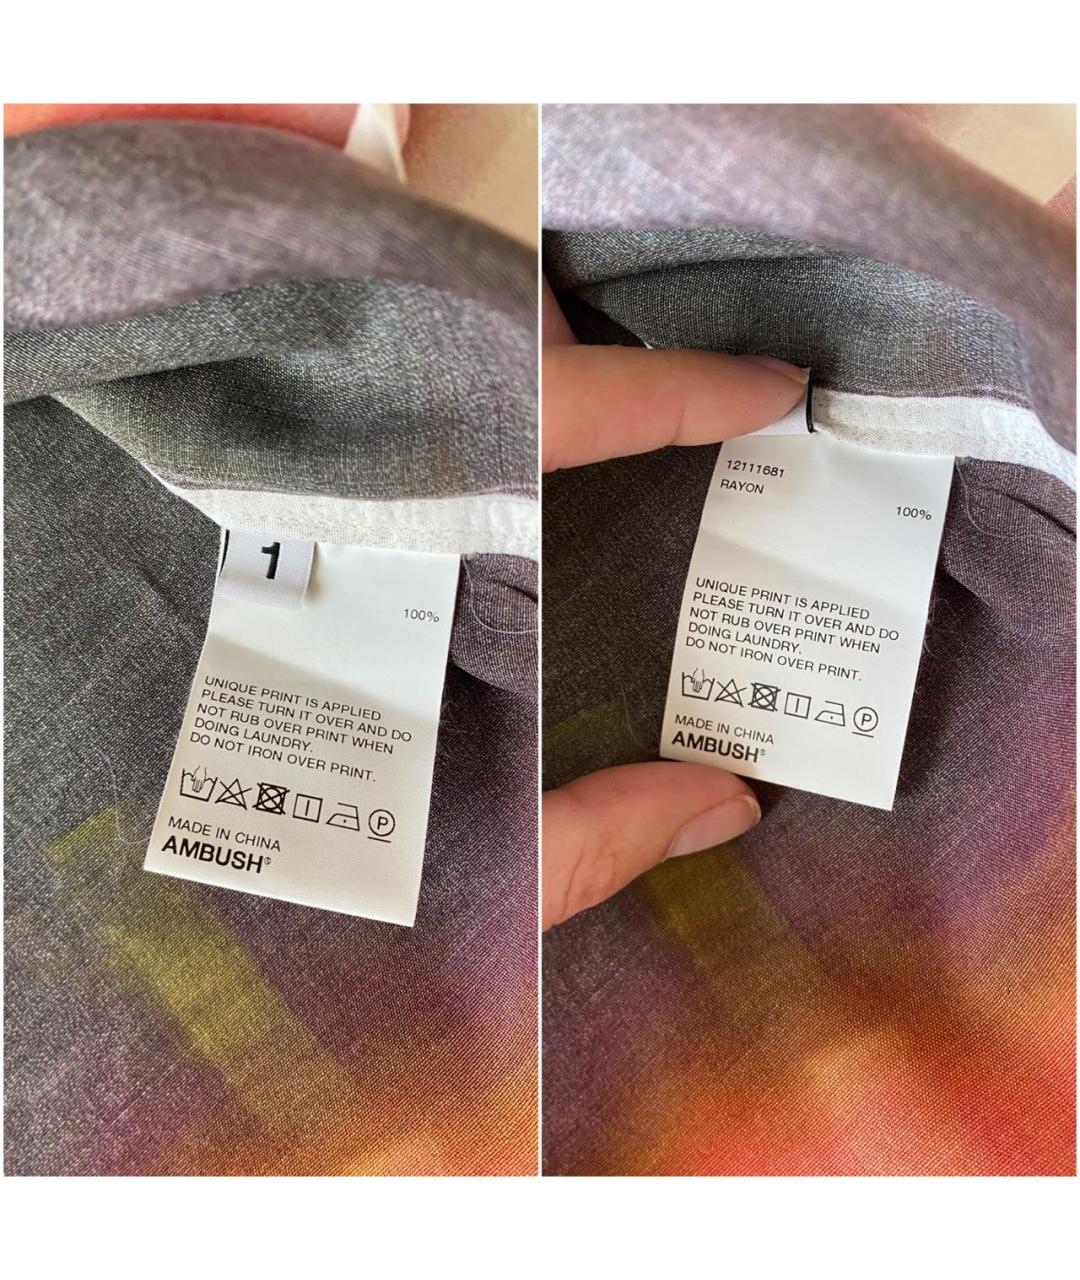 1
100%
UNIQUE PRINT IS APPLIED
PLEASE TURN IT OVER AND DO
NOT RUB OVER PRINT WHEN
DOING LAUNDRY.
DO NOT IRON OVER PRINT.
P
MADE IN CHINA
AMBUSH®
12111681
RAYON
100%
UNIQUE PRINT IS APPLIED
PLEASE TURN IT OVER AND DO
NOT RUB OVER PRINT WHEN
DOING LAUNDRY.
DO NOT IRON OVER PRINT.
P
MADE IN CHINA
AMBUSH®